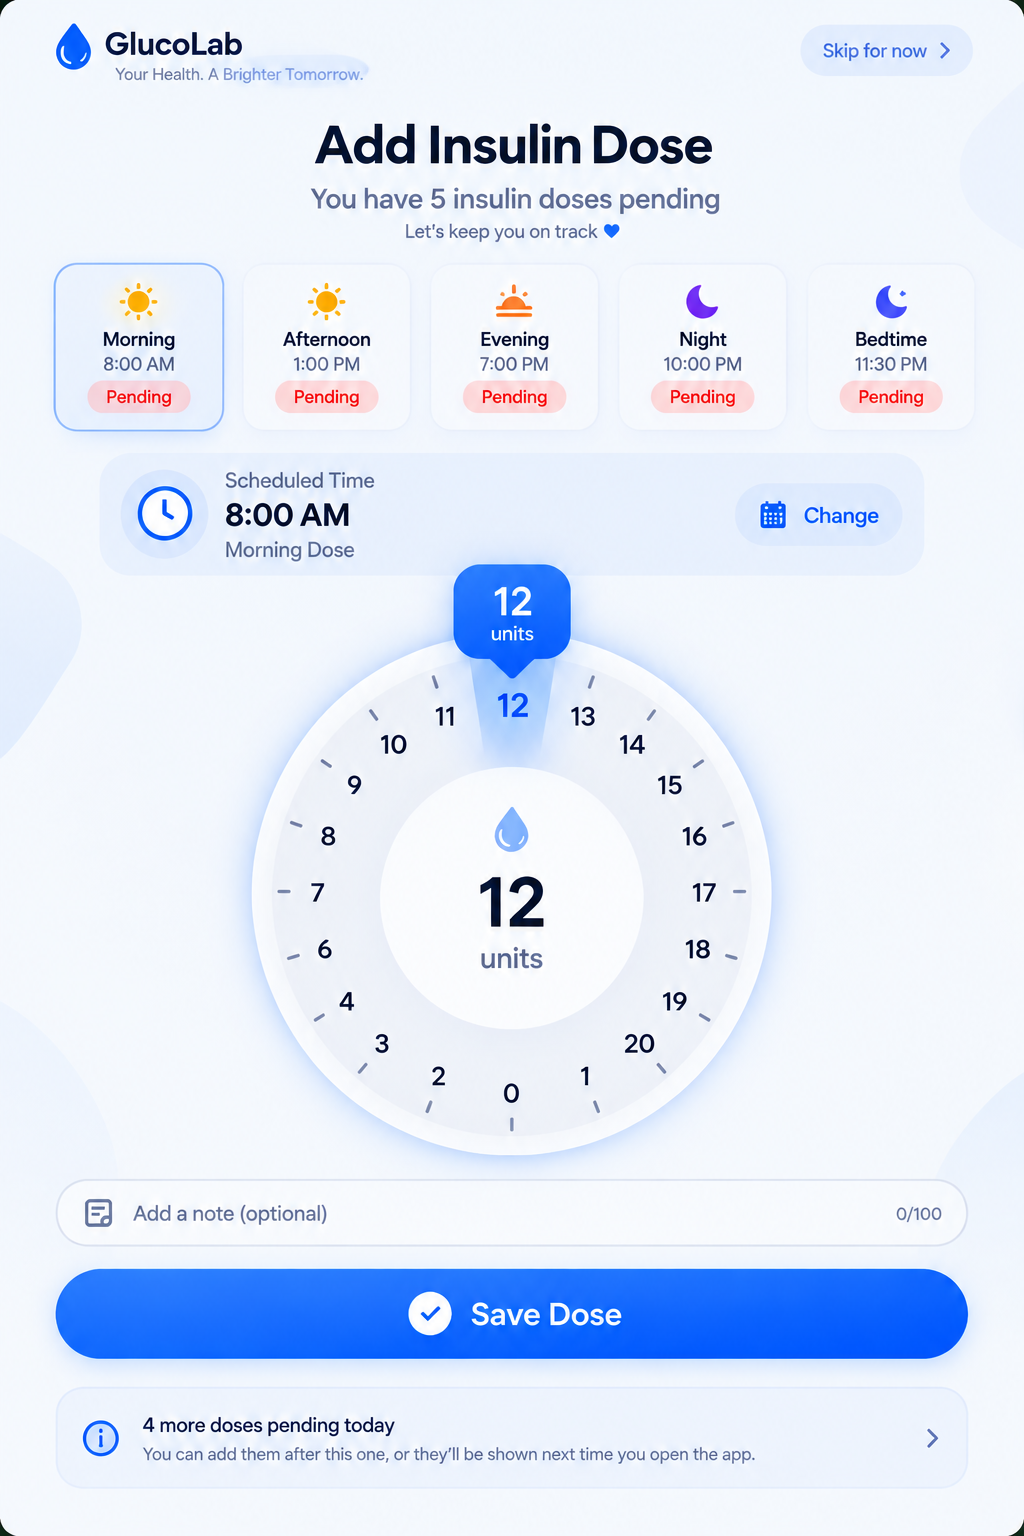 GlucoLab
Your Health. A Brighter Tomorrow.
Skip for now
Add Insulin Dose
You have 5 insulin doses pending
Let's keep you on track
Morning
8:00 AM
Pending
Afternoon
1:00 PM
Pending
Evening
7:00 PM
Pending
Night
10:00 PM
Pending
Bedtime
11:30 PM
Pending
Scheduled Time
8:00 AM
Morning Dose
Change
12
units
12
13
14
15
16
17
18
19
20
1
0
2
3
4
6
7
8
9
10
11
12
units
Add a note (optional)
0/100
Save Dose
4 more doses pending today
You can add them after this one, or they'll be shown next time you open the app.